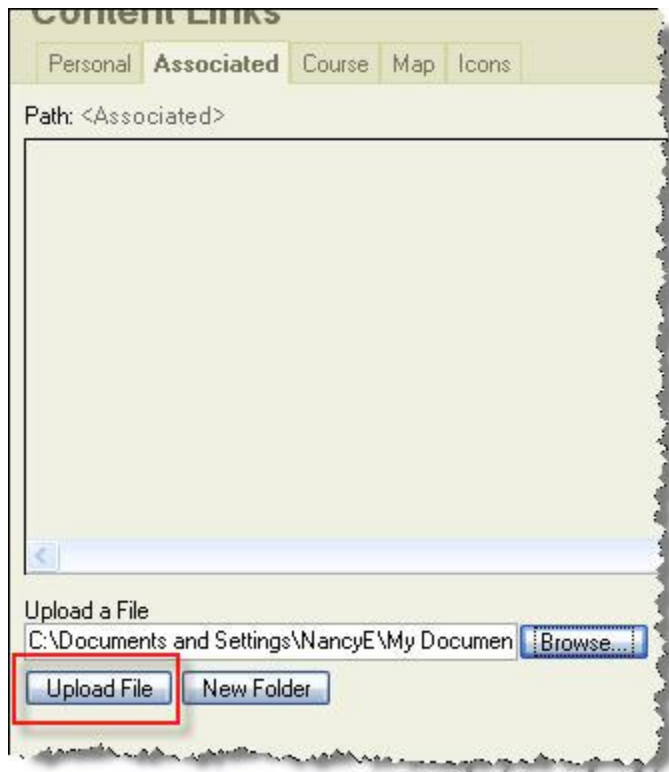 Content Links
Personal Associated Course Map Icons
Path: <Associated>
Upload a File
C:\Documents and Settings\NancyE\My Documen Browse...
Upload File New Folder